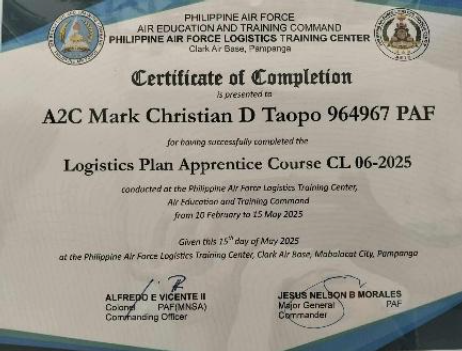 PHILIPPINE AIR FORCE
AIR EDUCATION AND TRAINING COMMAND
PHILIPPINE AIR FORCE LOGISTICS TRAINING CENTER
Clark Air Base, Pampanga
Certificate of Completion
is presented to
A2C Mark Christian D Taopo 964967 PAF
for having successfully completed the
Logistics Plan Apprentice Course CL 06-2025
conducted at the Philippine Air Force Logistics Training Center,
Air Education and Training Command
from 10 February to 15 May 2025
Given this 15th day of May 2025
at the Philippine Air Force Logistics Training Center, Clark Air Base, Mabalacat City, Pampanga
ALFREDO E VICENTE II
Colonel PAF(MNSA)
Commanding Officer
JESUS NELSON B MORALES
Major General PAF
Commander